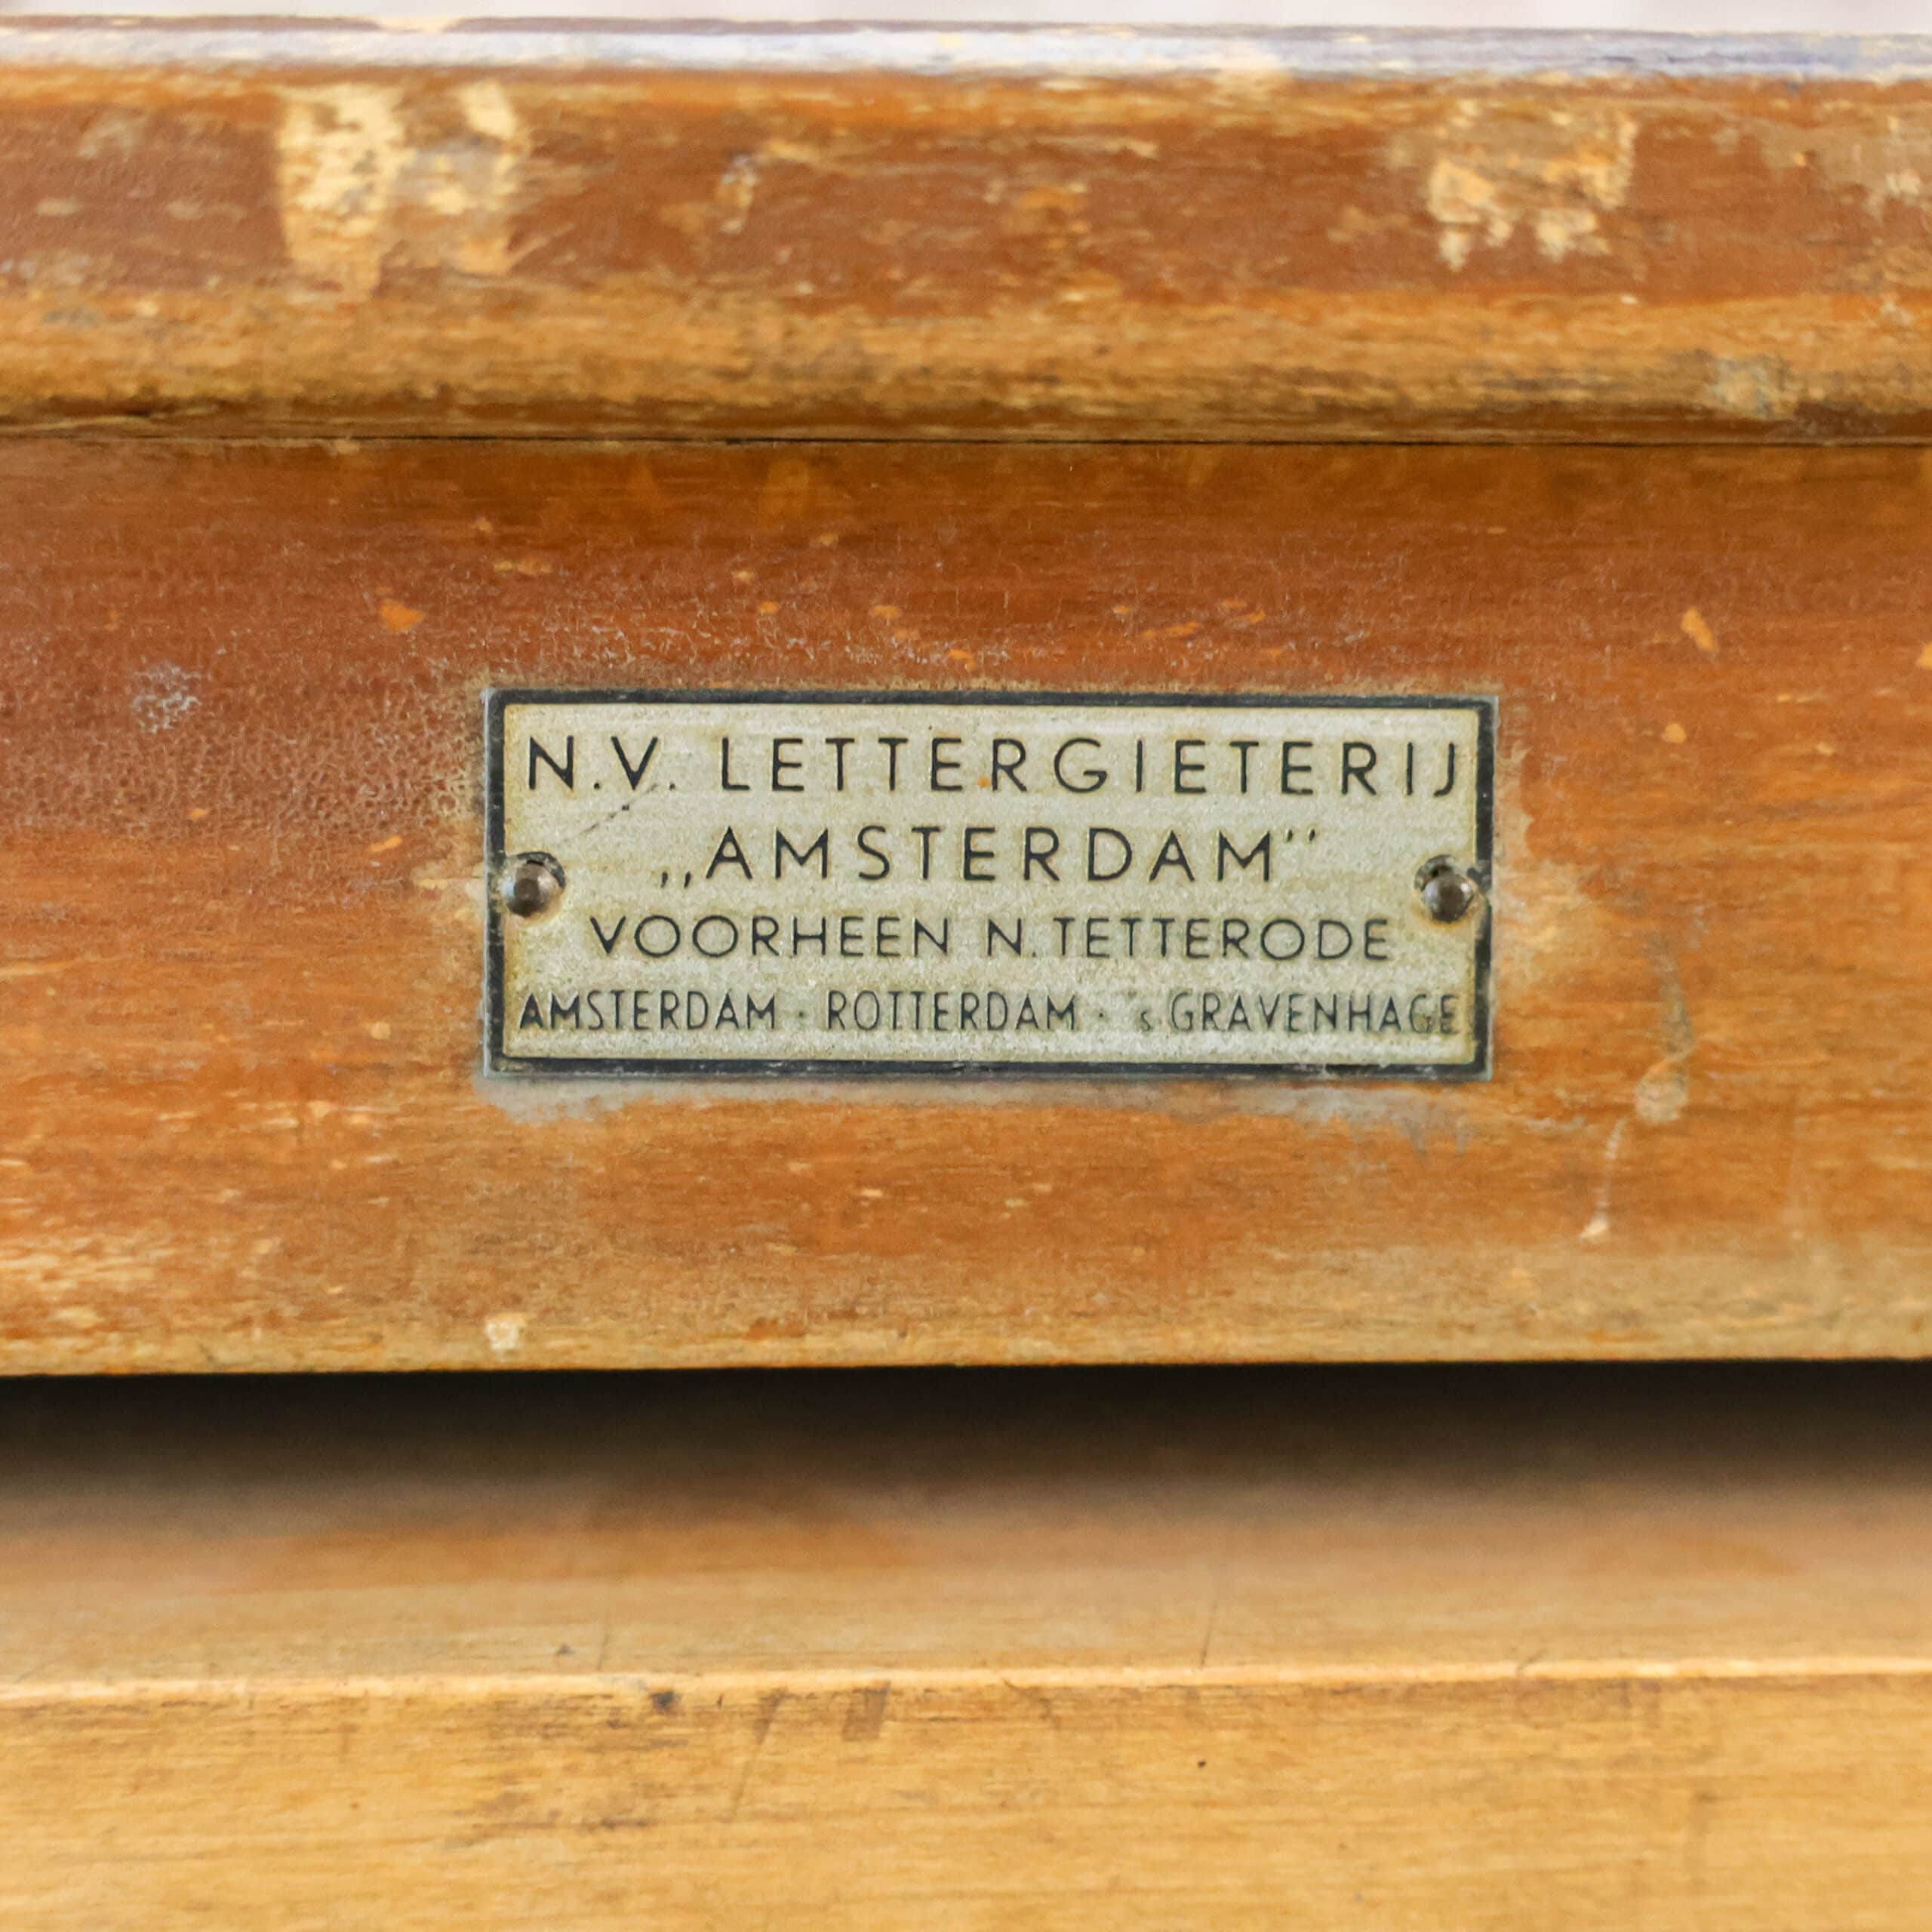 N.V. LETTERGIETERIJ
„AMSTERDAM"
VOORHEEN N. TETTERODE
AMSTERDAM · ROTTERDAM · 's GRAVENHAGE